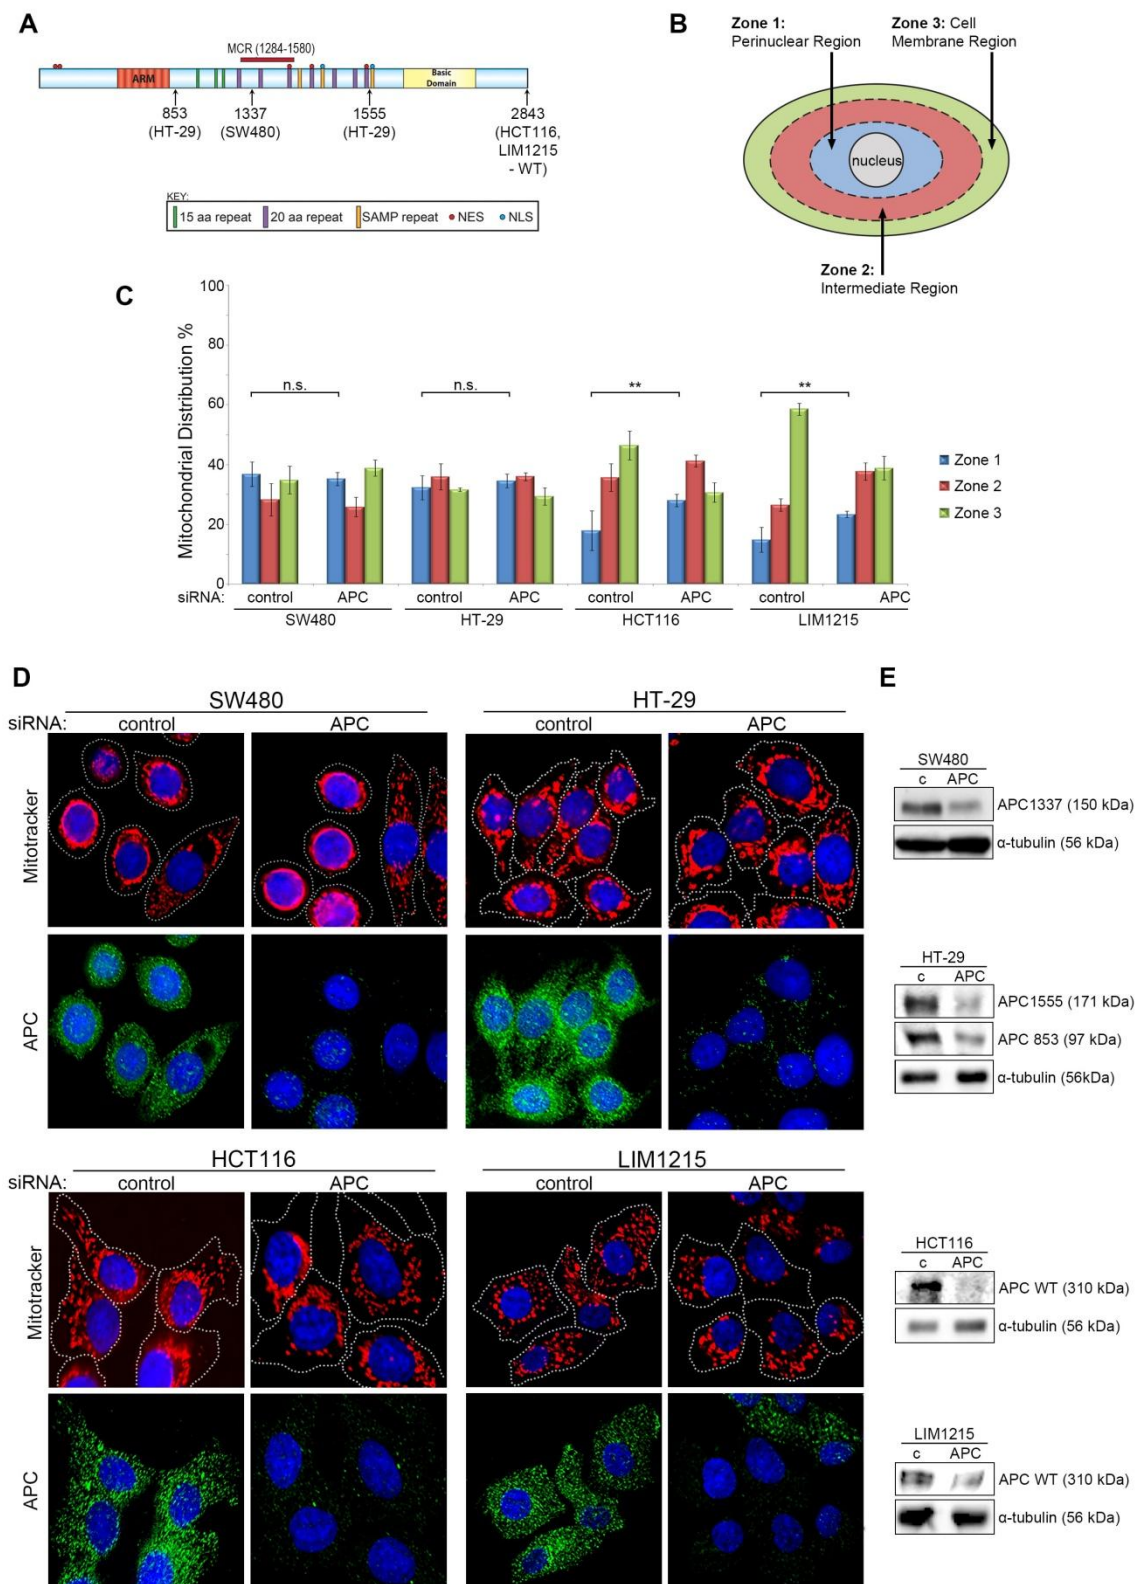 A
MCR (1284-1580)
ARM
Basic
Domain
853
(HT-29)
1337
(SW480)
1555
(HT-29)
2843
(HCT116,
LIM1215
- WT)
KEY:
15 aa repeat
20 aa repeat
SAMP repeat
NES
NLS
B
Zone 1:
Perinuclear Region
Zone 3: Cell
Membrane Region
nucleus
Zone 2:
Intermediate Region
C
Mitochondrial Distribution %
100
80
60
40
20
0
n.s.
n.s.
**
**
Zone 1
Zone 2
Zone 3
siRNA: control APC control APC control APC control APC
SW480 HT-29 HCT116 LIM1215
D
SW480
HT-29
siRNA: control APC control APC
Mitotracker
APC
HCT116
LIM1215
siRNA: control APC control APC
Mitotracker
APC
E
SW480
c APC
APC1337 (150 kDa)
α-tubulin (56 kDa)
HT-29
c APC
APC1555 (171 kDa)
APC 853 (97 kDa)
α-tubulin (56kDa)
HCT116
c APC
APC WT (310 kDa)
α-tubulin (56 kDa)
LIM1215
c APC
APC WT (310 kDa)
α-tubulin (56 kDa)